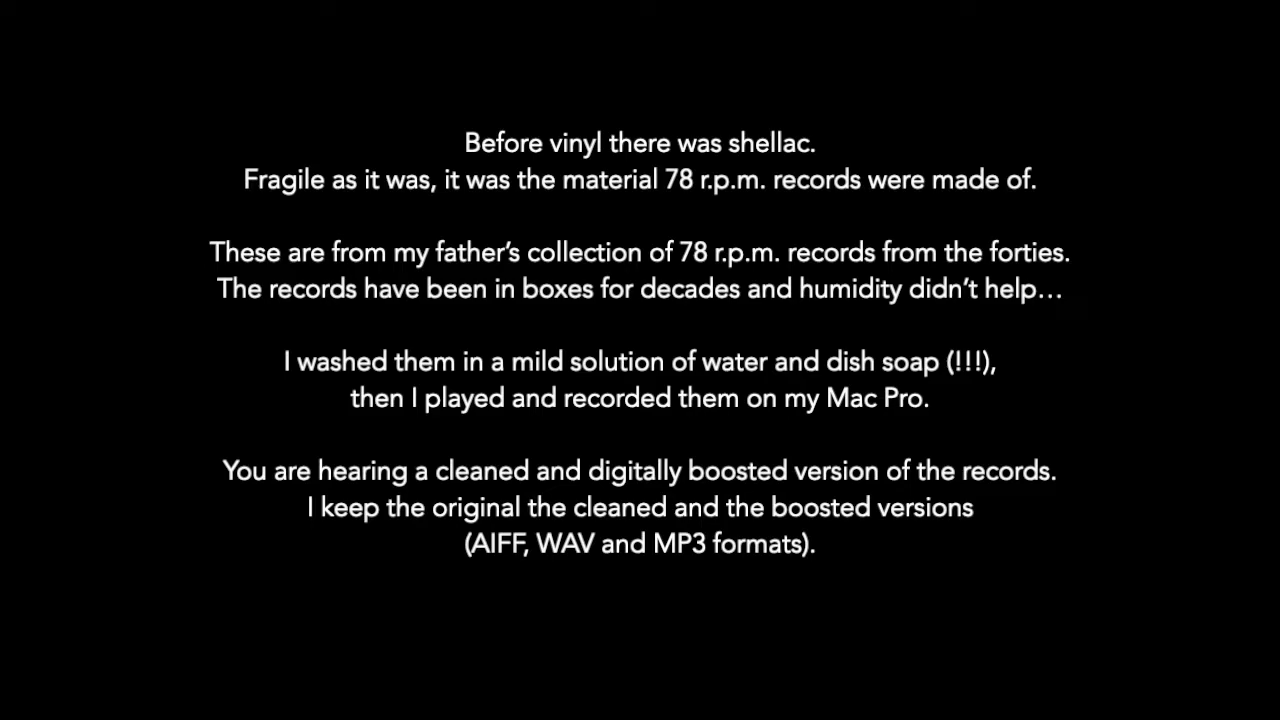 Before vinyl there was shellac.
Fragile as it was, it was the material 78 r.p.m. records were made of.
These are from my father’s collection of 78 r.p.m. records from the forties.
The records have been in boxes for decades and humidity didn’t help…
I washed them in a mild solution of water and dish soap (!!!),
then I played and recorded them on my Mac Pro.
You are hearing a cleaned and digitally boosted version of the records.
I keep the original the cleaned and the boosted versions
(AIFF, WAV and MP3 formats).